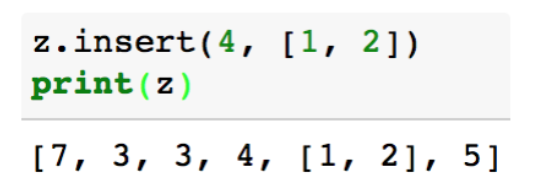 z.insert(4, [1, 2])
print(z)
[7, 3, 3, 4, [1, 2], 5]